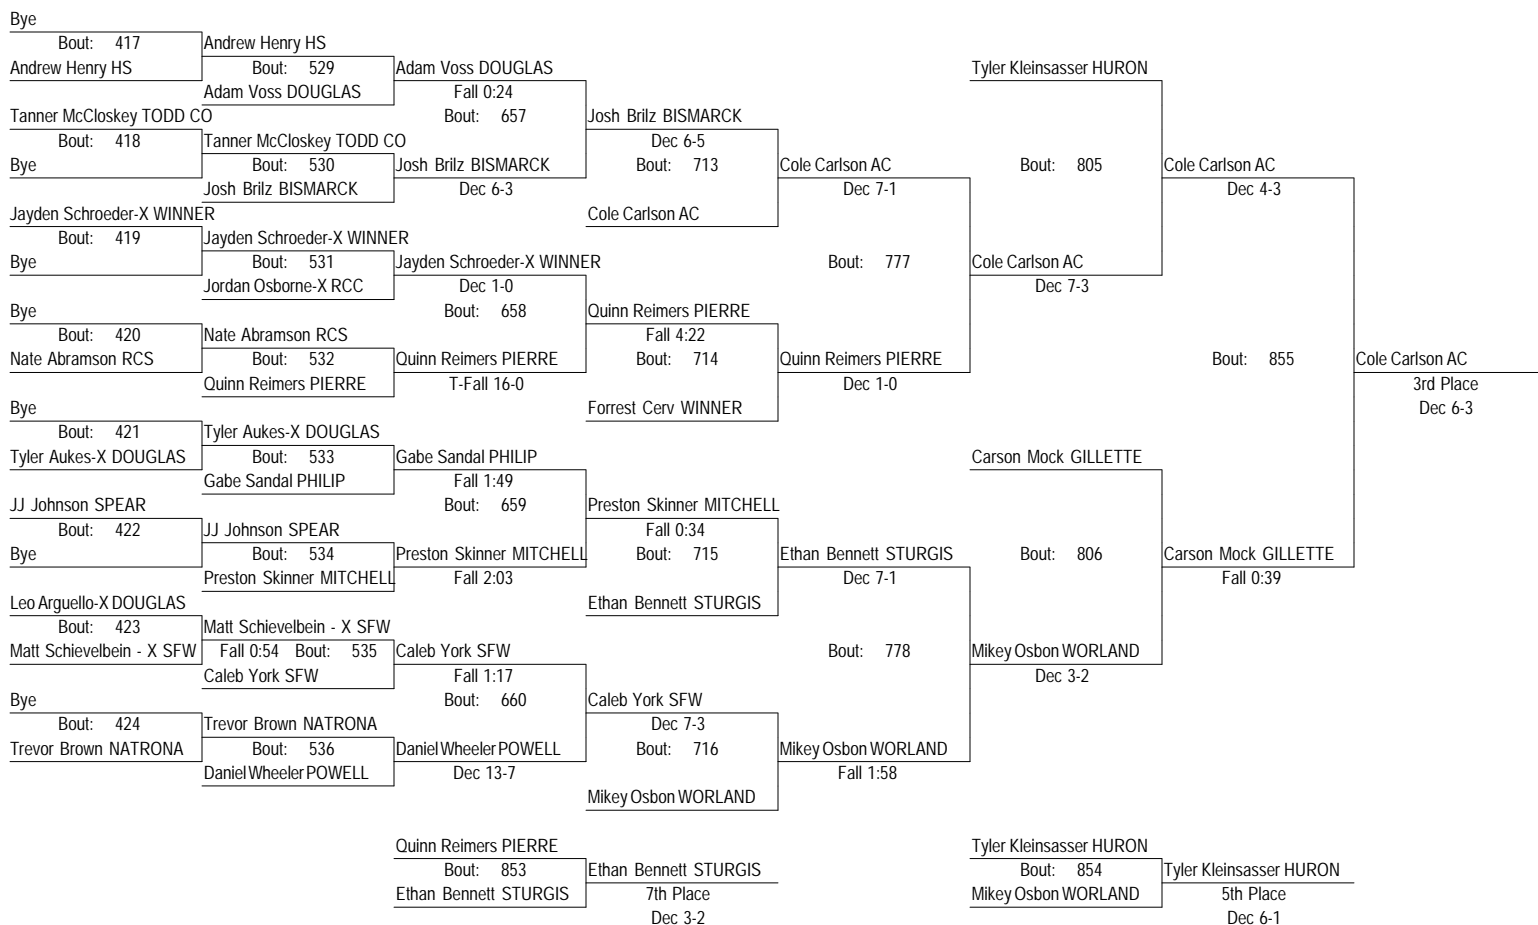 Bye
Bout: 417
Andrew Henry HS
Andrew Henry HS
Bout: 529
Adam Voss DOUGLAS
Adam Voss DOUGLAS
Fall 0:24
Bout: 657
Tyler Kleinsasser HURON
Tanner McCloskey TODD CO
Bout: 418
Bye
Tanner McCloskey TODD CO
Bout: 530
Josh Brilz BISMARCK
Josh Brilz BISMARCK
Dec 6-3
Josh Brilz BISMARCK
Dec 6-5
Bout: 713
Cole Carlson AC
Cole Carlson AC
Dec 7-1
Bout: 805
Cole Carlson AC
Dec 4-3
Jayden Schroeder-X WINNER
Bout: 419
Bye
Jayden Schroeder-X WINNER
Bout: 531
Jordan Osborne-X RCC
Jayden Schroeder-X WINNER
Dec 1-0
Bout: 658
Bout: 777
Cole Carlson AC
Dec 7-3
Bye
Bout: 420
Nate Abramson RCS
Nate Abramson RCS
Bout: 532
Quinn Reimers PIERRE
Quinn Reimers PIERRE
T-Fall 16-0
Quinn Reimers PIERRE
Fall 4:22
Bout: 714
Forrest Cerv WINNER
Quinn Reimers PIERRE
Dec 1-0
Bout: 855
Cole Carlson AC
3rd Place
Dec 6-3
Bye
Bout: 421
Tyler Aukes-X DOUGLAS
Tyler Aukes-X DOUGLAS
Bout: 533
Gabe Sandal PHILIP
Gabe Sandal PHILIP
Fall 1:49
Bout: 659
Carson Mock GILLETTE
JJ Johnson SPEAR
Bout: 422
Bye
JJ Johnson SPEAR
Bout: 534
Preston Skinner MITCHELL
Preston Skinner MITCHELL
Fall 2:03
Preston Skinner MITCHELL
Fall 0:34
Bout: 715
Ethan Bennett STURGIS
Ethan Bennett STURGIS
Dec 7-1
Bout: 806
Carson Mock GILLETTE
Fall 0:39
Leo Arguello-X DOUGLAS
Bout: 423
Matt Schievelbein - X SFW
Matt Schievelbein - X SFW
Fall 0:54 Bout: 535
Caleb York SFW
Caleb York SFW
Fall 1:17
Bout: 660
Bout: 778
Mikey Osbon WORLAND
Dec 3-2
Bye
Bout: 424
Trevor Brown NATRONA
Trevor Brown NATRONA
Bout: 536
Daniel Wheeler POWELL
Daniel Wheeler POWELL
Dec 13-7
Caleb York SFW
Dec 7-3
Bout: 716
Mikey Osbon WORLAND
Mikey Osbon WORLAND
Fall 1:58
Quinn Reimers PIERRE
Bout: 853
Ethan Bennett STURGIS
Ethan Bennett STURGIS
7th Place
Dec 3-2
Tyler Kleinsasser HURON
Bout: 854
Mikey Osbon WORLAND
Tyler Kleinsasser HURON
5th Place
Dec 6-1